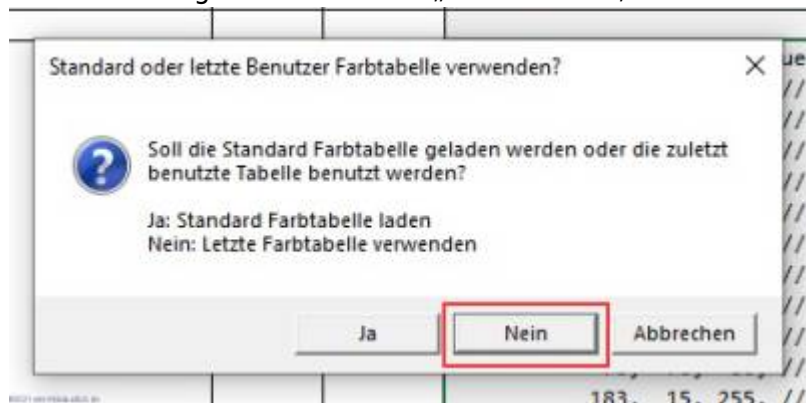 Standard oder letzte Benutzer Farbtabelle verwenden?
Soll die Standard Farbtabelle geladen werden oder die zuletzt
benutzte Tabelle benutzt werden?
Ja: Standard Farbtabelle laden
Nein: Letzte Farbtabelle verwenden
Ja
Nein
Abbrechen
ue
//
//
//
//
//
//
//
//
//
//
//
183, 15, 255, //